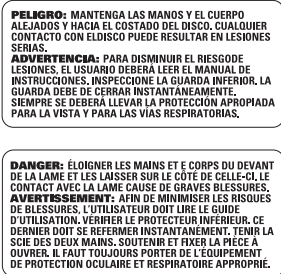 PELIGRO: MANTENGA LAS MANOS Y EL CUERPO
ALEJADOS Y HACIA EL COSTADO DEL DISCO. CUALQUIER
CONTACTO CON ELDISCO PUEDE RESULTAR EN LESIONES
SERIAS.
ADVERTENCIA: PARA DISMINUIR EL RIESGODE
LESIONES, EL USUARIO DEBERÁ LEER EL MANUAL DE
INSTRUCCIONES. INSPECCIONE LA GUARDA INFERIOR. LA
GUARDA DEBE DE CERRAR INSTANTÁNEAMENTE.
SIEMPRE SE DEBERÁ LLEVAR LA PROTECCIÓN APROPIADA
PARA LA VISTA Y PARA LAS VÍAS RESPIRATORIAS.
DANGER: ÉLOIGNER LES MAINS ET E CORPS DU DEVANT
DE LA LAME ET LES LAISSER SUR LE CÔTÉ DE CELLE-CI. LE
CONTACT AVEC LA LAME CAUSE DE GRAVES BLESSURES.
AVERTISSEMENT: AFIN DE MINIMISER LES RISQUES
DE BLESSURES, L'UTILISATEUR DOIT LIRE LE GUIDE
D'UTILISATION. VÉRIFIER LE PROTECTEUR INFÉRIEUR. CE
DERNIER DOIT SE REFERMER INSTANTANÉMENT. TENIR LA
SCIE DES DEUX MAINS. SOUTENIR ET FIXER LA PIÈCE À
OUVRER. IL FAUT TOUJOURS PORTER DE L'ÉQUIPEMENT
DE PROTECTION OCULAIRE ET RESPIRATOIRE APPROPRIÉ.